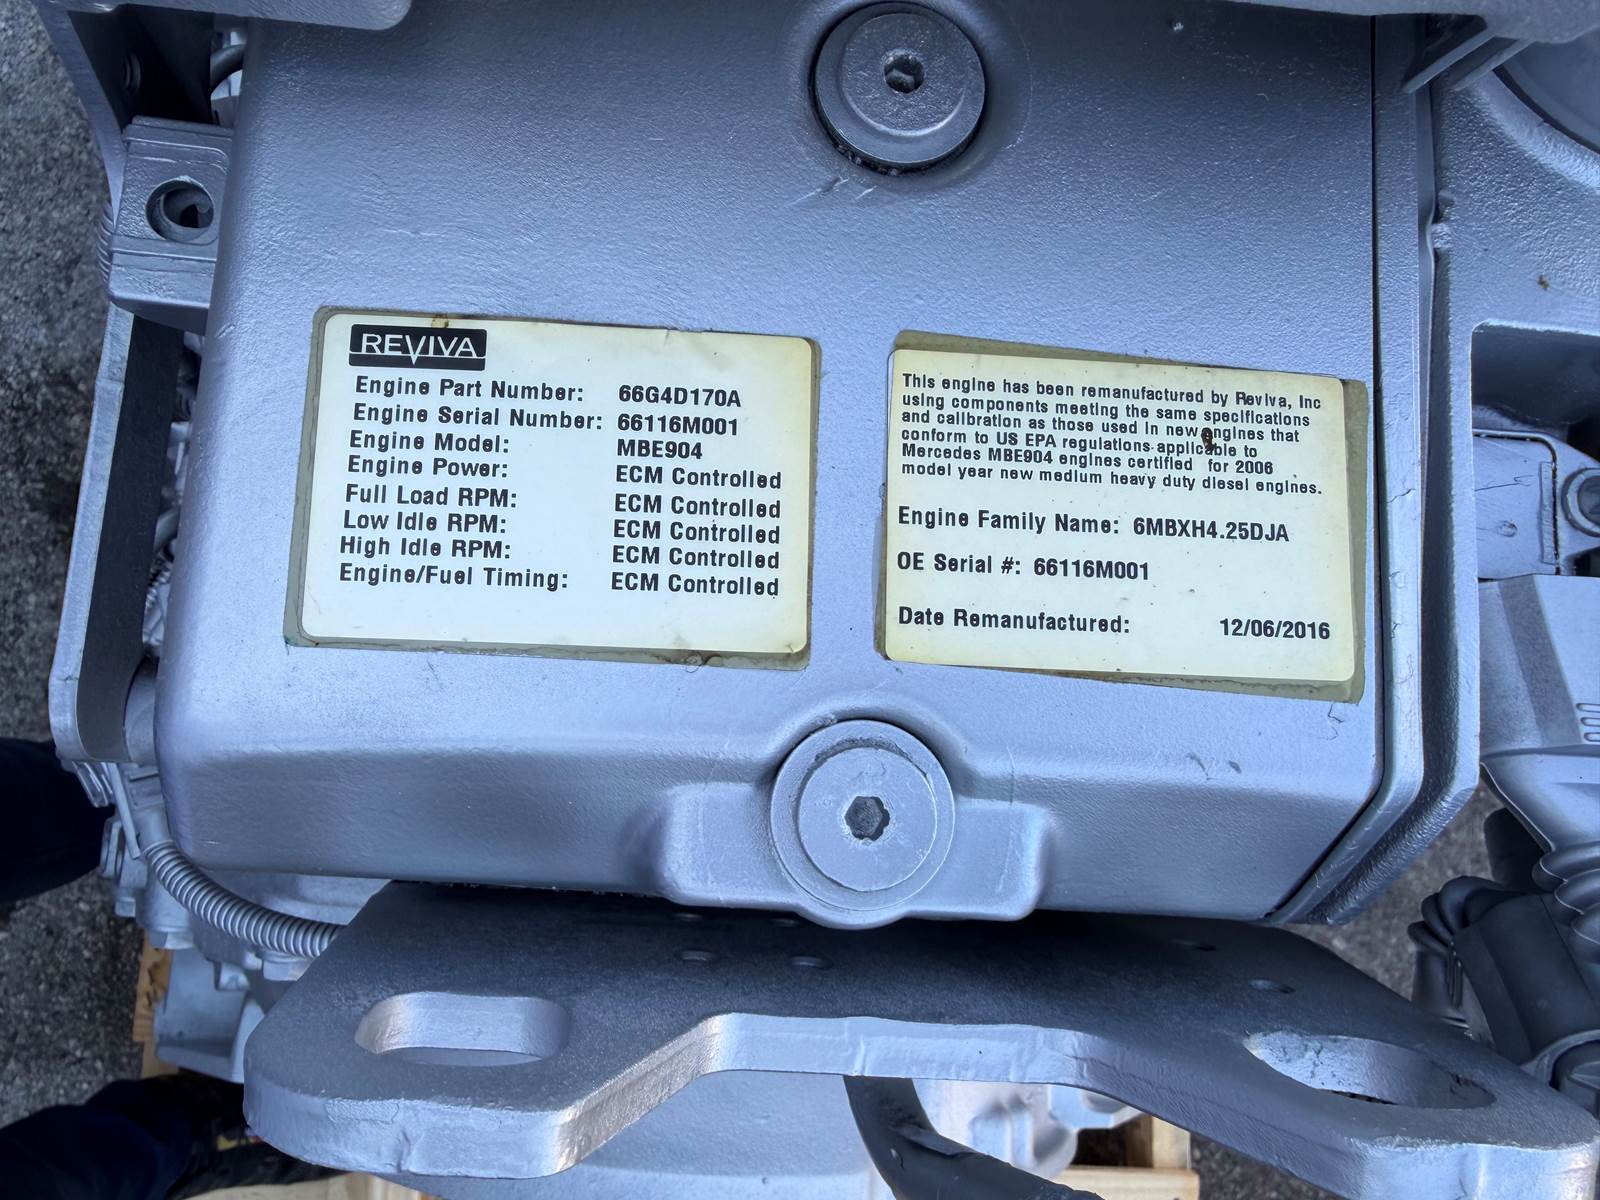 REVIVA
Engine Part Number: 66G4D170A
Engine Serial Number: 66116M001
Engine Model: MBE904
Engine Power: ECM Controlled
Full Load RPM: ECM Controlled
Low Idle RPM: ECM Controlled
High Idle RPM: ECM Controlled
Engine/Fuel Timing: ECM Controlled
This engine has been remanufactured by Reviva, Inc
using components meeting the same specifications
and calibration as those used in new engines that
conform to US EPA regulations applicable to
Mercedes MBE904 engines certified for 2006
model year new medium heavy duty diesel engines.
Engine Family Name: 6MBXH4.25DJA
OE Serial #: 66116M001
Date Remanufactured: 12/06/2016